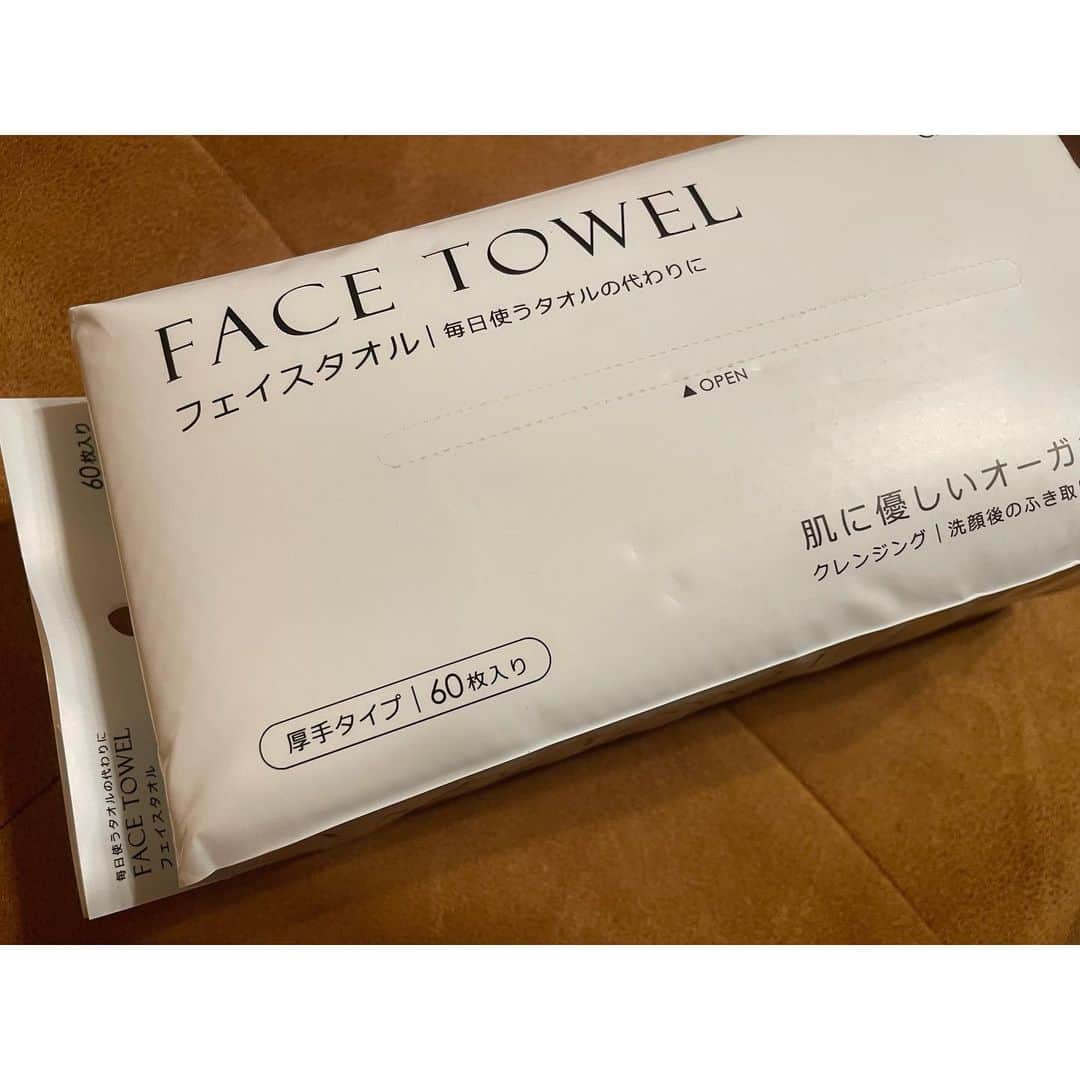 FACE TOWEL
フェイスタオル | 毎日使うタオルの代わりに
▲OPEN
肌に優しいオーガ
クレンジング | 洗顔後のふき取
厚手タイプ | 60枚入り
60枚入り
毎日使うタオルの代わりに
FACE TOWEL
フェイスタオル